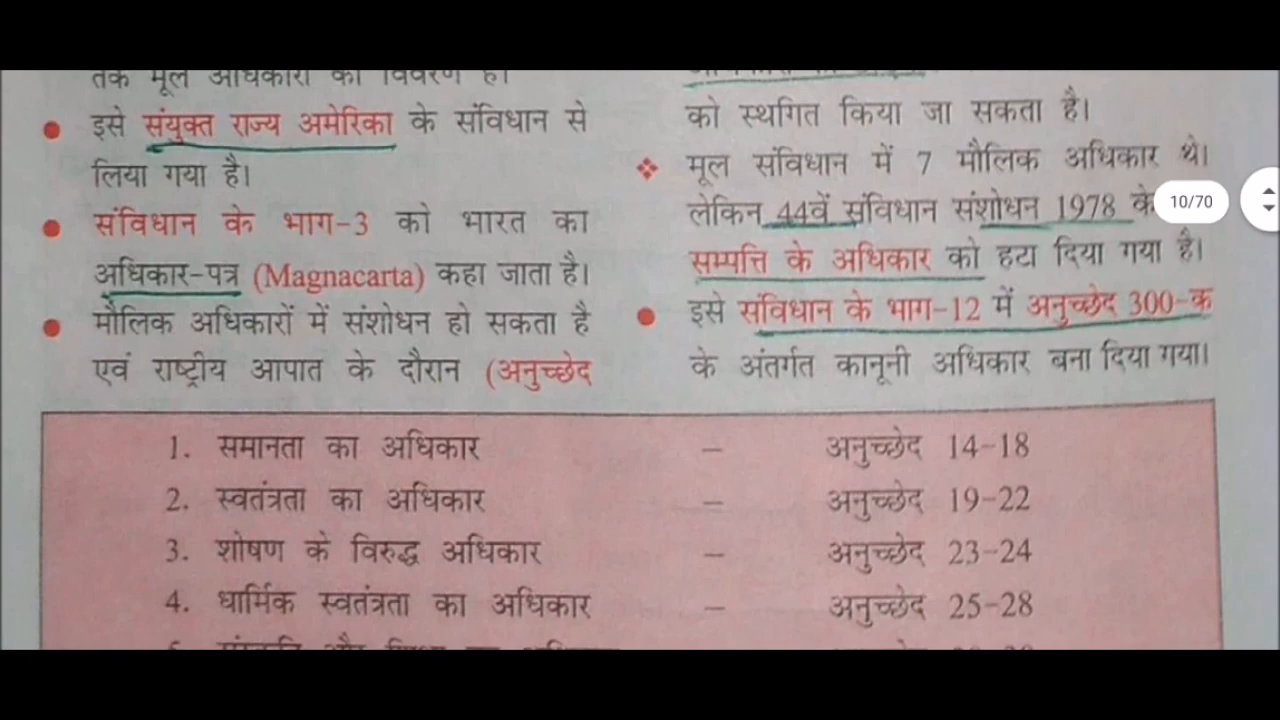 तक मूल अधिकारों का विवरण है।
इसे संयुक्त राज्य अमेरिका के संविधान से
लिया गया है।
संविधान के भाग-3 को भारत का
अधिकार-पत्र (Magnacarta) कहा जाता है।
मौलिक अधिकारों में संशोधन हो सकता है
एवं राष्ट्रीय आपात के दौरान (अनुच्छेद
को स्थगित किया जा सकता है।
मूल संविधान में 7 मौलिक अधिकार थे।
लेकिन 44वें संविधान संशोधन 1978 के
सम्पत्ति के अधिकार को हटा दिया गया है।
इसे संविधान के भाग-12 में अनुच्छेद 300-क
के अंतर्गत कानूनी अधिकार बना दिया गया।
10/70
1. समानता का अधिकार – अनुच्छेद 14-18
2. स्वतंत्रता का अधिकार – अनुच्छेद 19-22
3. शोषण के विरुद्ध अधिकार – अनुच्छेद 23-24
4. धार्मिक स्वतंत्रता का अधिकार – अनुच्छेद 25-28